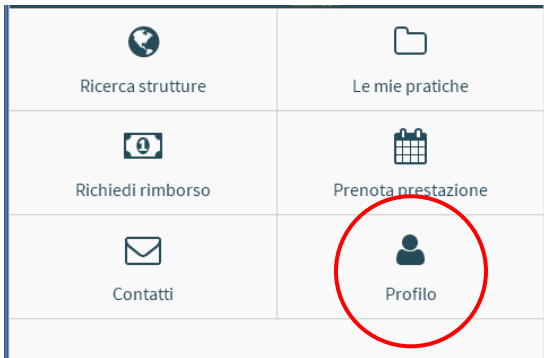 Ricerca strutture
Le mie pratiche
Richiedi rimborso
Prenota prestazione
Contatti
Profilo